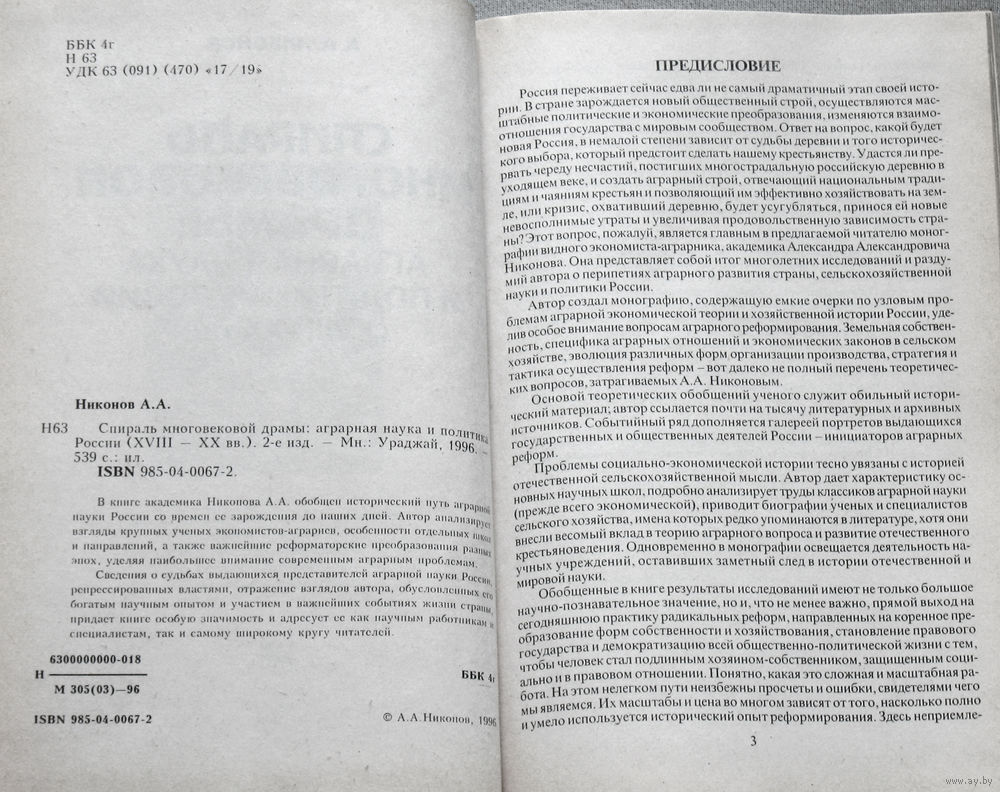 ББК 4г
Н 63
УДК 63 (091) (470) «17/19»
Никонов А.А.
Н63 Спираль многовековой драмы: аграрная наука и политика
России (XVIII — XX вв.). 2-е изд. — Мн.: Ураджай, 1996. —
539 с.: ил.
ISBN 985-04-0067-2.
В книге академика Никонова А.А. обобщен исторический путь аграрной
науки России со времен ее зарождения до наших дней. Автор анализирует
взгляды крупных ученых экономистов-аграрнев, особенности отдельных школ
и направлений, а также важнейшие реформаторские преобразования разных
эпох, уделяя наибольшее внимание современным аграрным проблемам.
Сведения о судьбах выдающихся представителей аграрной науки России,
репрессированных властями, отражение взглядов автора, обусловленных его
богатым научным опытом и участием в важнейших событиях жизни страны,
придает книге особую значимость и адресует ее как научным работникам и
специалистам, так и самому широкому кругу читателей.
6300000000-018
Н
М 305(03)—96
ББК 4г
ISBN 985-04-0067-2
© А.А.Никонов, 1996
ПРЕДИСЛОВИЕ
Россия переживает сейчас едва ли не самый драматичный этап своей исто-
рии. В стране зарождается новый общественный строй, осуществляются мас-
штабные политические и экономические преобразования, изменяются взаимо-
отношения государства с мировым сообществом. Ответ на вопрос, какой будет
новая Россия, в немалой степени зависит от судьбы деревни и того историчес-
кого выбора, который предстоит сделать нашему крестьянству. Удастся ли пре-
рвать череду несчастий, постигших многострадальную российскую деревню в
уходящем веке, и создать аграрный строй, отвечающий национальным тради-
циям и чаяниям крестьян и позволяющий им эффективно хозяйствовать на зем-
ле, или кризис, охвативший деревню, будет усугубляться, принося ей новые
невосполнимые утраты и увеличивая продовольственную зависимость стра-
ны? Этот вопрос, пожалуй, является главным в предлагаемой читателю моног-
рафии видного экономиста-аграрника, академика Александра Александровича
Никонова. Она представляет собой итог многолетних исследований и разду-
мий автора о перипетиях аграрного развития страны, сельскохозяйственной
науки и политики России.
Автор создал монографию, содержащую емкие очерки по узловым про-
блемам аграрной экономической теории и хозяйственной истории России, уде-
лив особое внимание вопросам аграрного реформирования. Земельная собствен-
ность, специфика аграрных отношений и экономических законов в сельском
хозяйстве, эволюция различных форм организации производства, стратегия и
тактика осуществления реформ – вот далеко не полный перечень теоретичес-
ких вопросов, затрагиваемых А.А. Никоновым.
Основой теоретических обобщений ученого служит обильный истори-
ческий материал; автор ссылается почти на тысячу литературных и архивных
источников. Событийный ряд дополняется галереей портретов выдающихся
государственных и общественных деятелей России – инициаторов аграрных
реформ.
Проблемы социально-экономической истории тесно увязаны с историей
отечественной сельскохозяйственной мысли. Автор дает характеристику ос-
новных научных школ, подробно анализирует труды классиков аграрной науки
(прежде всего экономической), приводит биографии ученых и специалистов
сельского хозяйства, имена которых редко упоминаются в литературе, хотя они
внесли весомый вклад в теорию аграрного вопроса и развитие отечественного
крестьяноведения. Одновременно в монографии освещается деятельность на-
учных учреждений, оставивших заметный след в истории отечественной и
мировой науки.
Обобщенные в книге результаты исследований имеют не только большое
научно-познавательное значение, но и, что не менее важно, прямой выход на
сегодняшнюю практику радикальных реформ, направленных на коренное пре-
образование форм собственности и хозяйствования, становление правового
государства и демократизацию всей общественно-политической жизни с тем,
чтобы человек стал подлинным хозяином-собственником, защищенным соци-
ально и в правовом отношении. Понятно, какая это сложная и масштабная ра-
бота. На этом нелегком пути неизбежны просчеты и ошибки, свидетелями чего
мы являемся. Их масштабы и цена во многом зависят от того, насколько полно
и умело используется исторический опыт реформирования. Здесь неприемле-
3
www.ay.by